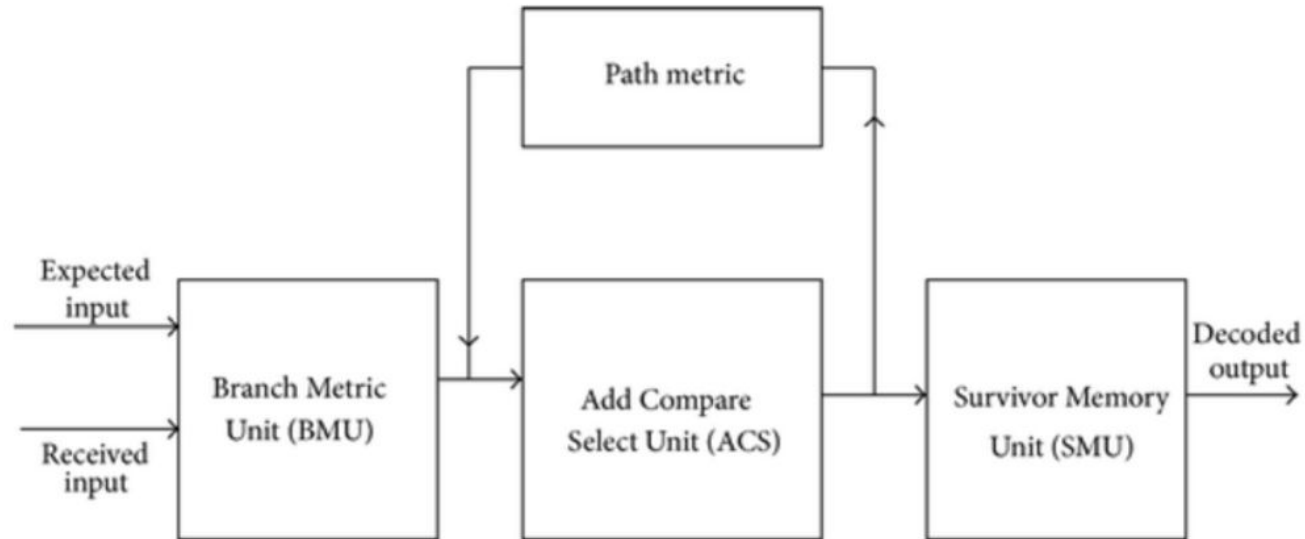 Path metric
Expected
input
Received
input
Branch Metric
Unit (BMU)
Add Compare
Select Unit (ACS)
Survivor Memory
Unit (SMU)
Decoded
output